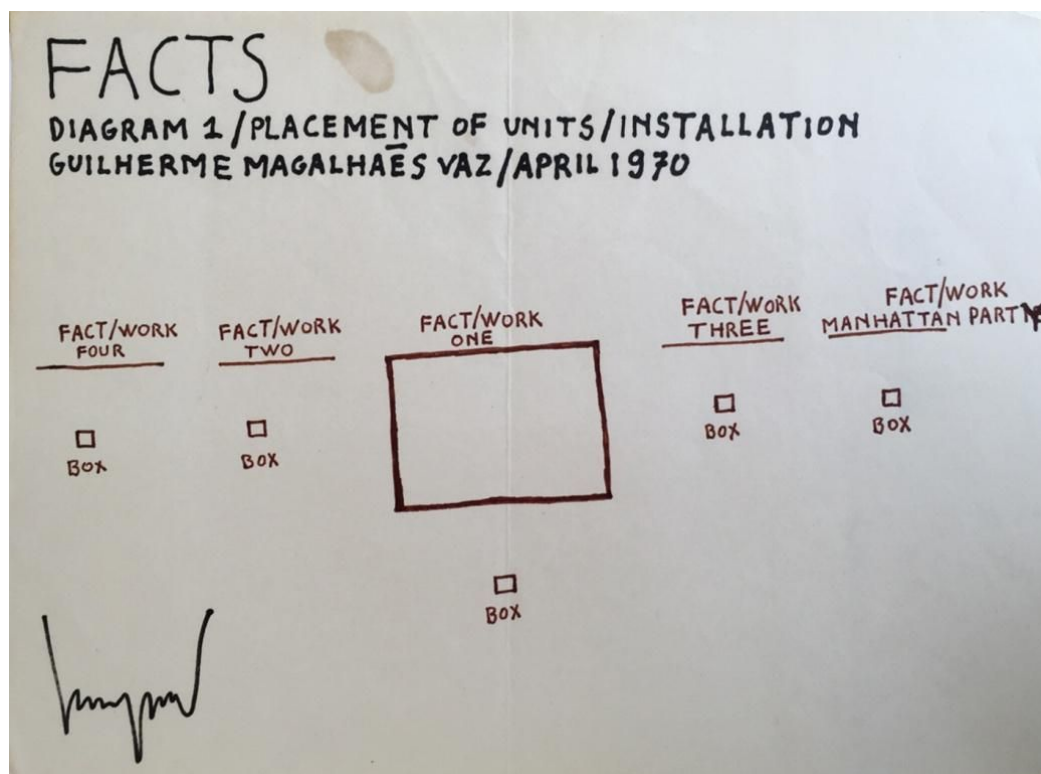 FACTS
DIAGRAM 1/PLACEMENT OF UNITS/INSTALLATION
GUILHERME MAGALHAẼS VAZ/APRIL 1970
FACT/WORK
FOUR
BOX
FACT/WORK
TWO
BOX
FACT/WORK
ONE
BOX
FACT/WORK
THREE
BOX
FACT/WORK
MANHATTAN PART
BOX